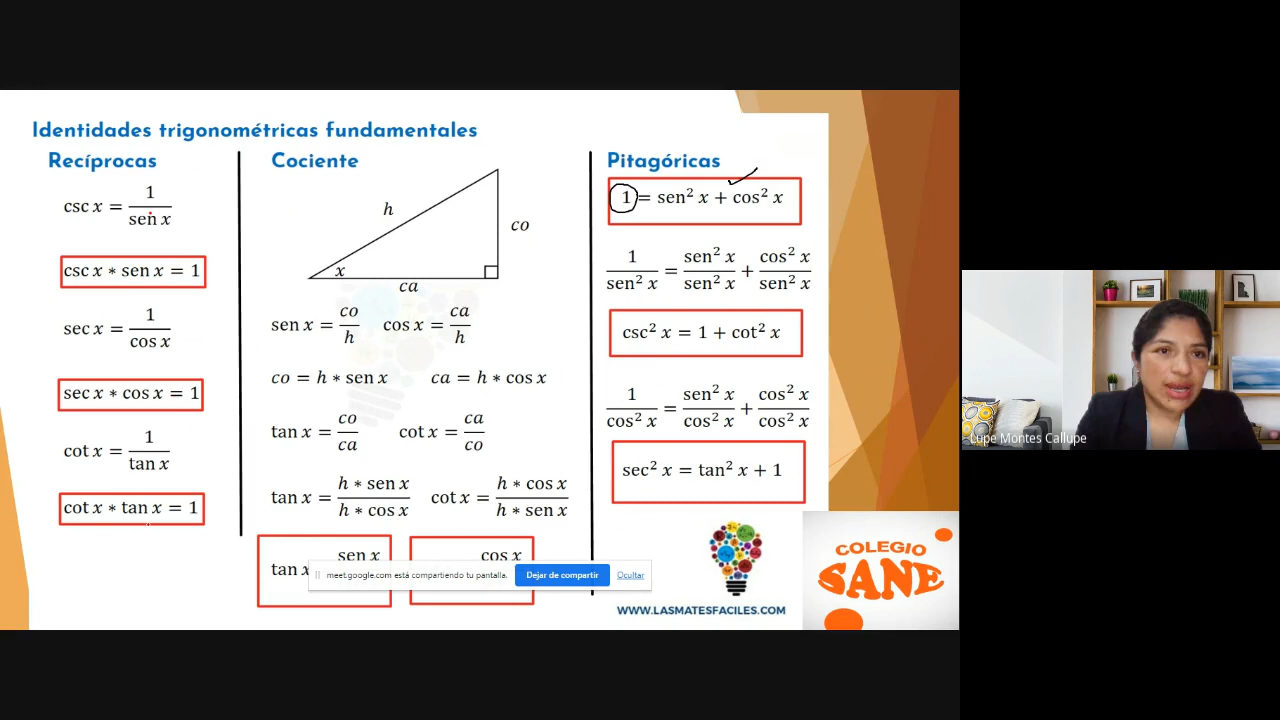 Identidades trigonométricas fundamentales
Recíprocas
csc x = 1 / sen x
csc x * sen x = 1
sec x = 1 / cos x
sec x * cos x = 1
cot x = 1 / tan x
cot x * tan x = 1
Cociente
h
co
x
ca
sen x = co / h   cos x = ca / h
co = h * sen x   ca = h * cos x
tan x = co / ca   cot x = ca / co
tan x = h * sen x / h * cos x   cot x = h * cos x / h * sen x
sen x   cos x
tan x
meet.google.com está compartiendo tu pantalla.   Dejar de compartir   Ocultar
Pitagóricas
1 = sen² x + cos² x
1 / sen² x = sen² x / sen² x + cos² x / sen² x
csc² x = 1 + cot² x
1 / cos² x = sen² x / cos² x + cos² x / cos² x
sec² x = tan² x + 1
WWW.LASMATESFACILES.COM
COLEGIO
SANE
Lupe Montes Callupe